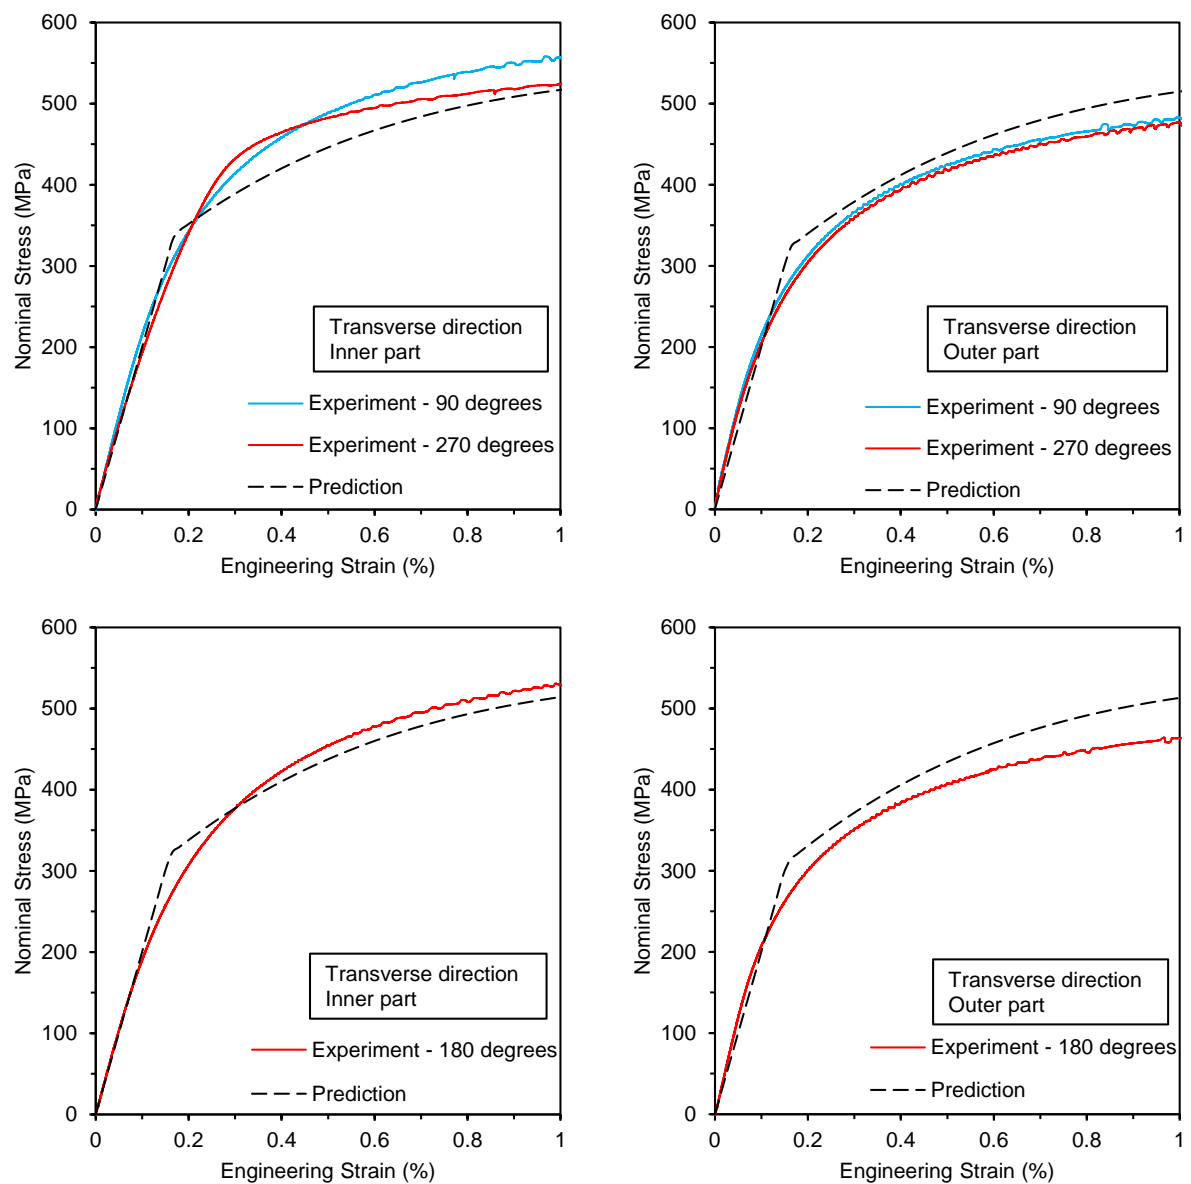 600
500
400
300
200
100
0
Nominal Stress (MPa)
Transverse direction
Inner part
Experiment - 90 degrees
Experiment - 270 degrees
Prediction
0 0.2 0.4 0.6 0.8 1
Engineering Strain (%)
600
500
400
300
200
100
0
Nominal Stress (MPa)
Transverse direction
Outer part
Experiment - 90 degrees
Experiment - 270 degrees
Prediction
0 0.2 0.4 0.6 0.8 1
Engineering Strain (%)
600
500
400
300
200
100
0
Nominal Stress (MPa)
Transverse direction
Inner part
Experiment - 180 degrees
Prediction
0 0.2 0.4 0.6 0.8 1
Engineering Strain (%)
600
500
400
300
200
100
0
Nominal Stress (MPa)
Transverse direction
Outer part
Experiment - 180 degrees
Prediction
0 0.2 0.4 0.6 0.8 1
Engineering Strain (%)